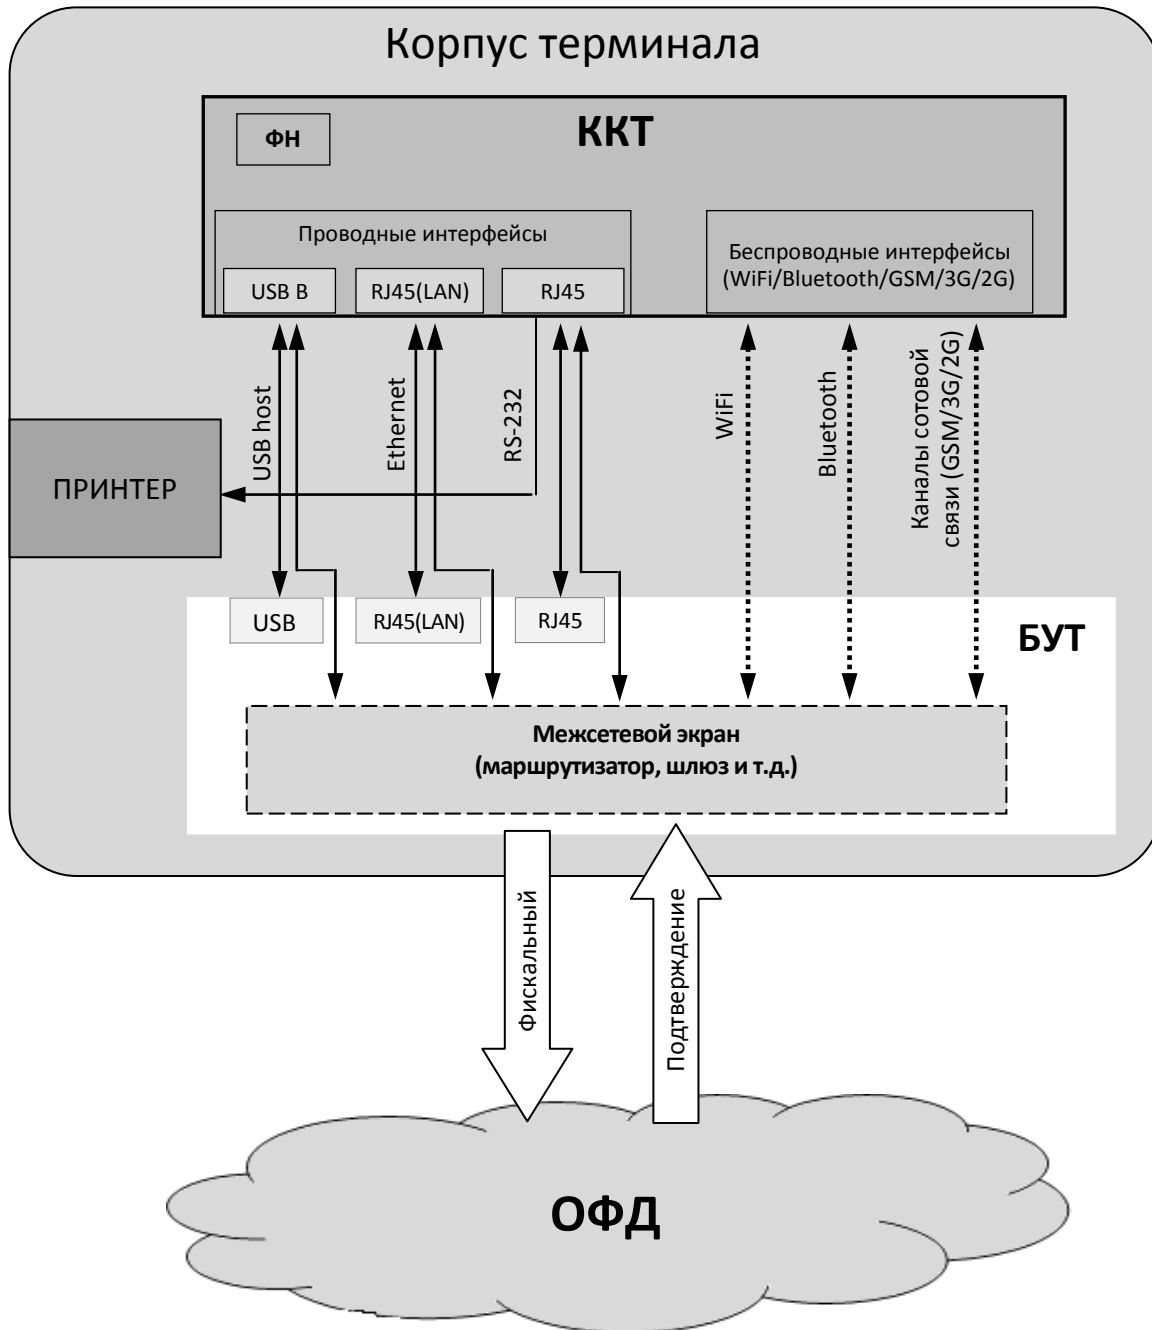 Корпус терминала
ККТ
ФН
Проводные интерфейсы
USB B
RJ45(LAN)
RJ45
Беспроводные интерфейсы
(WiFi/Bluetooth/GSM/3G/2G)
USB host
Ethernet
RS-232
WiFi
Bluetooth
Каналы сотовой
связи (GSM/3G/2G)
ПРИНТЕР
USB
RJ45(LAN)
RJ45
БУТ
Межсетевой экран
(маршрутизатор, шлюз и т.д.)
Фискальный
Подтверждение
ОФД